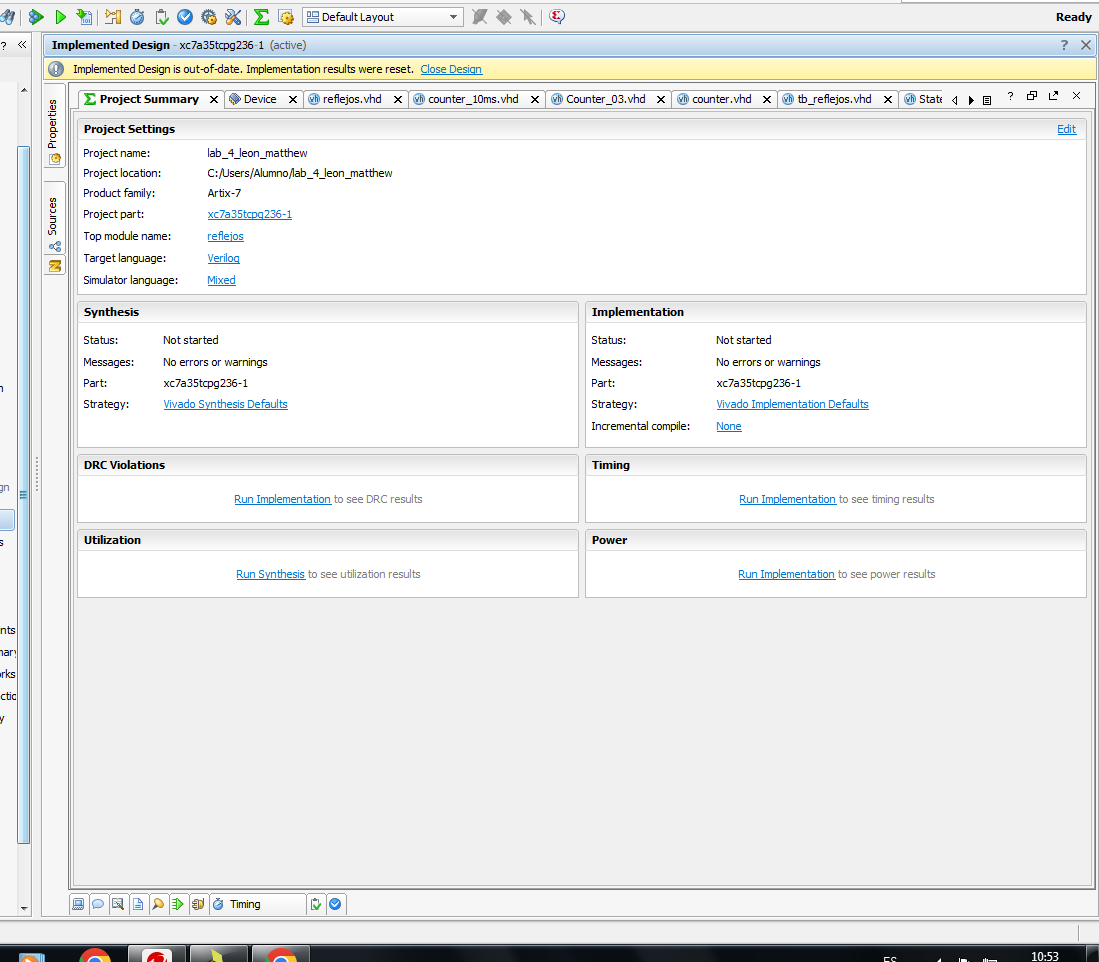 Default Layout
Ready
? «
Implemented Design - xc7a35tcpg236-1 (active)
Implemented Design is out-of-date. Implementation results were reset. Close Design
Properties
Sources
Project Summary
Device
reflejos.vhd
counter_10ms.vhd
Counter_03.vhd
counter.vhd
tb_reflejos.vhd
State
Project Settings
Edit
Project name: lab_4_leon_matthew
Project location: C:/Users/Alumno/lab_4_leon_matthew
Product family: Artix-7
Project part: xc7a35tcpg236-1
Top module name: reflejos
Target language: Verilog
Simulator language: Mixed
Synthesis
Status: Not started
Messages: No errors or warnings
Part: xc7a35tcpg236-1
Strategy: Vivado Synthesis Defaults
Implementation
Status: Not started
Messages: No errors or warnings
Part: xc7a35tcpg236-1
Strategy: Vivado Implementation Defaults
Incremental compile: None
DRC Violations
Run Implementation to see DRC results
Timing
Run Implementation to see timing results
Utilization
Run Synthesis to see utilization results
Power
Run Implementation to see power results
gn
nts
mary
rks
ctio
y
Timing
ES
10:53